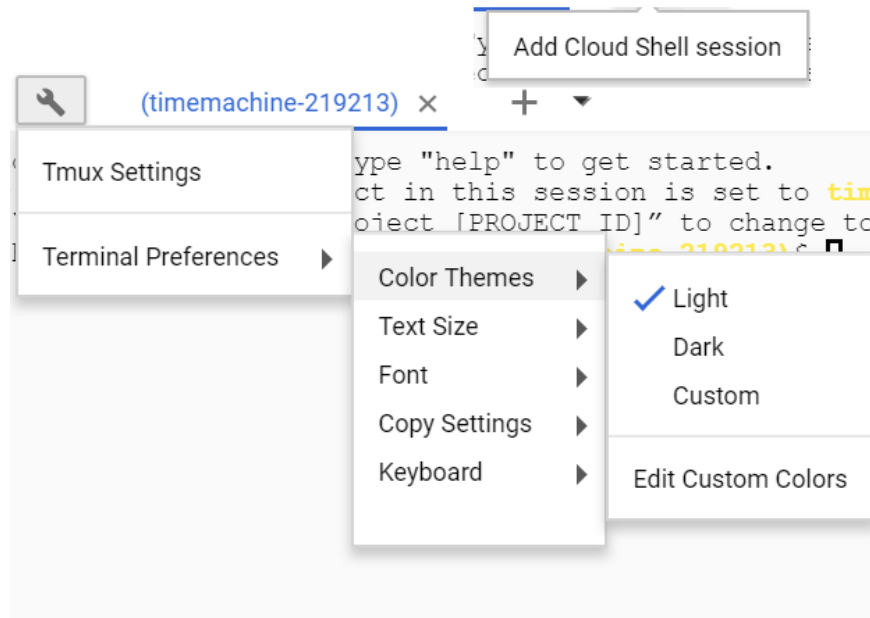 Add Cloud Shell session
(timemachine-219213)
Tmux Settings
ype "help" to get started.
ct in this session is set to tim
oject [PROJECT ID]” to change to
219213)$
Terminal Preferences
Color Themes
Text Size
Font
Copy Settings
Keyboard
Light
Dark
Custom
Edit Custom Colors